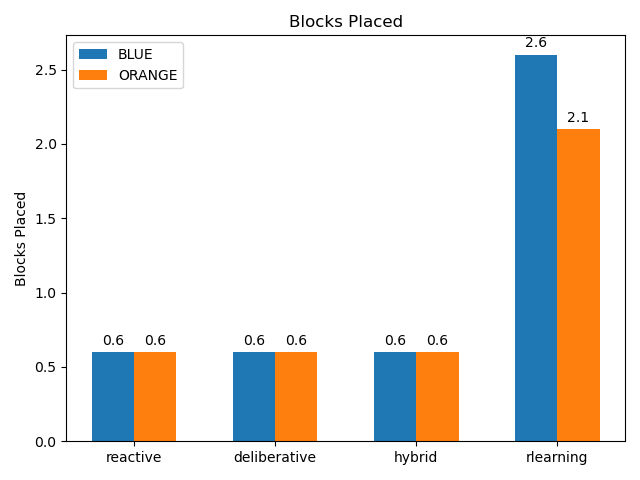 Blocks Placed
BLUE
ORANGE
Blocks Placed
2.5
2.0
1.5
1.0
0.5
0.0
0.6 0.6 0.6 0.6 0.6 0.6 2.6 2.1
reactive deliberative hybrid rlearning